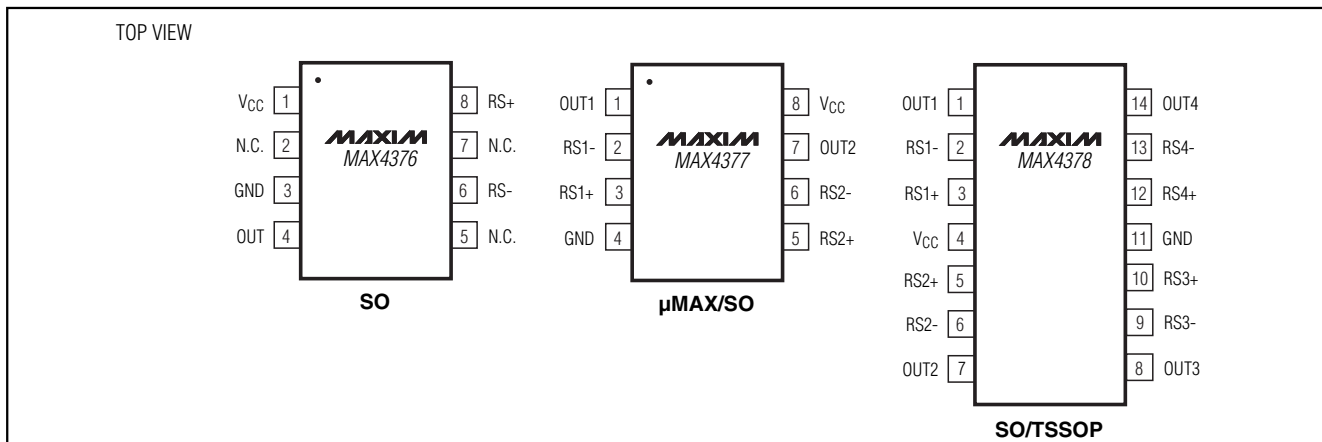 TOP VIEW
VCC 1
N.C. 2
GND 3
OUT 4
8 RS+
7 N.C.
6 RS-
5 N.C.
MAXIM
MAX4376
SO
OUT1 1
RS1- 2
RS1+ 3
GND 4
8 VCC
7 OUT2
6 RS2-
5 RS2+
MAXIM
MAX4377
µMAX/SO
OUT1 1
RS1- 2
RS1+ 3
VCC 4
RS2+ 5
RS2- 6
OUT2 7
14 OUT4
13 RS4-
12 RS4+
11 GND
10 RS3+
9 RS3-
8 OUT3
MAXIM
MAX4378
SO/TSSOP